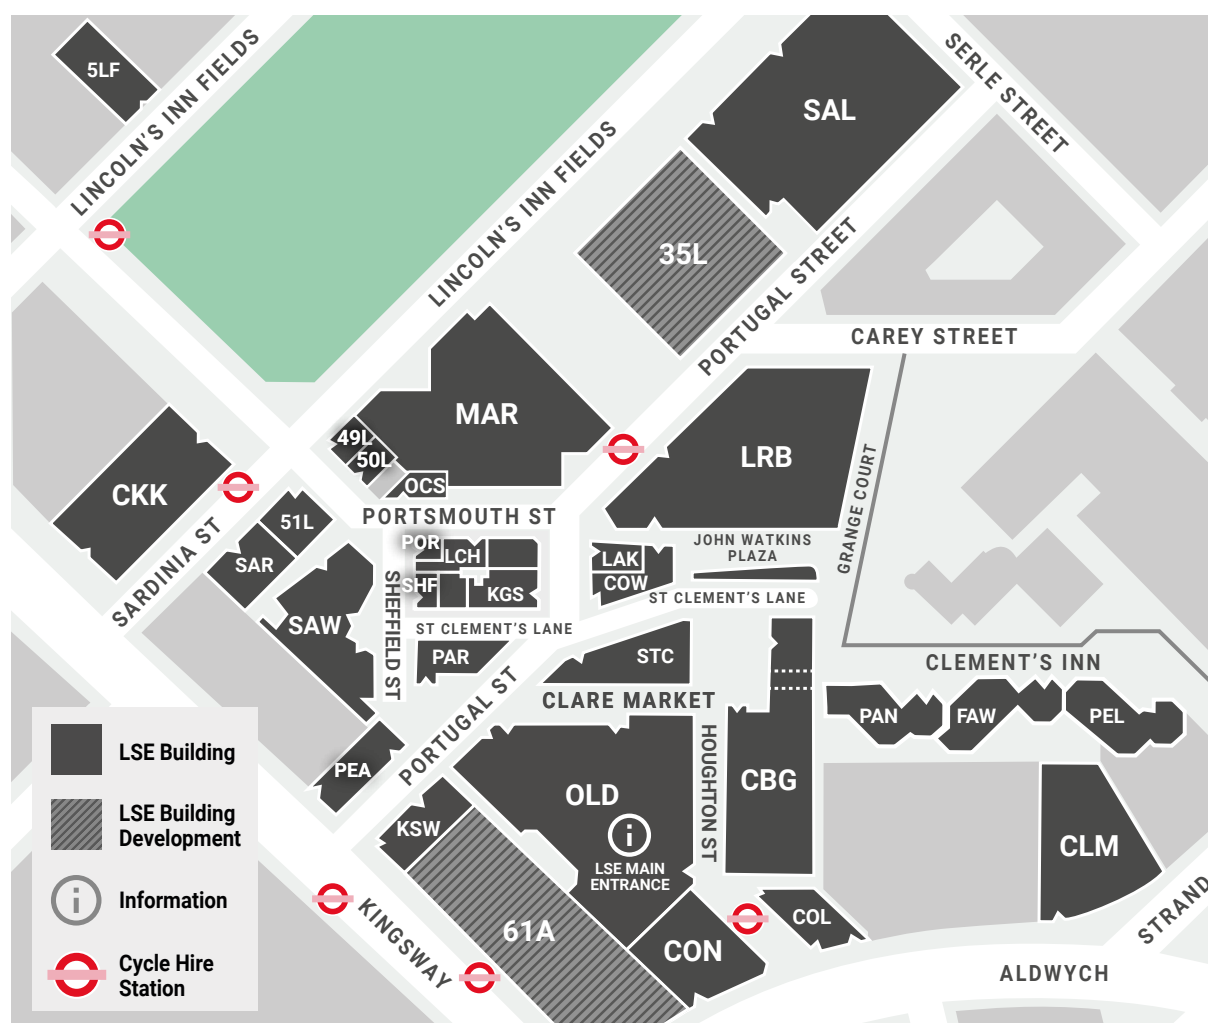 5LF
LINCOLN'S INN FIELDS
SAL
SERLE STREET
LINCOLN'S INN FIELDS
35L
PORTUGAL STREET
CAREY STREET
MAR
49L
50L
OCS
LRB
GRANGE COURT
CKK
SARDINIA ST
51L
SAR
PORTSMOUTH ST
POR
LCH
SHF
KGS
SHEFFIELD ST
LAK
COW
JOHN WATKINS
PLAZA
ST CLEMENT'S LANE
SAW
ST CLEMENT'S LANE
PAR
STC
CLARE MARKET
CLEMENT'S INN
PAN
FAW
PEL
PORTUGAL ST
PEA
HOUGHTON ST
CBG
OLD
LSE MAIN
ENTRANCE
KSW
CLM
61A
KINGSWAY
CON
COL
STRAND
ALDWYCH
LSE Building
LSE Building
Development
Information
Cycle Hire
Station